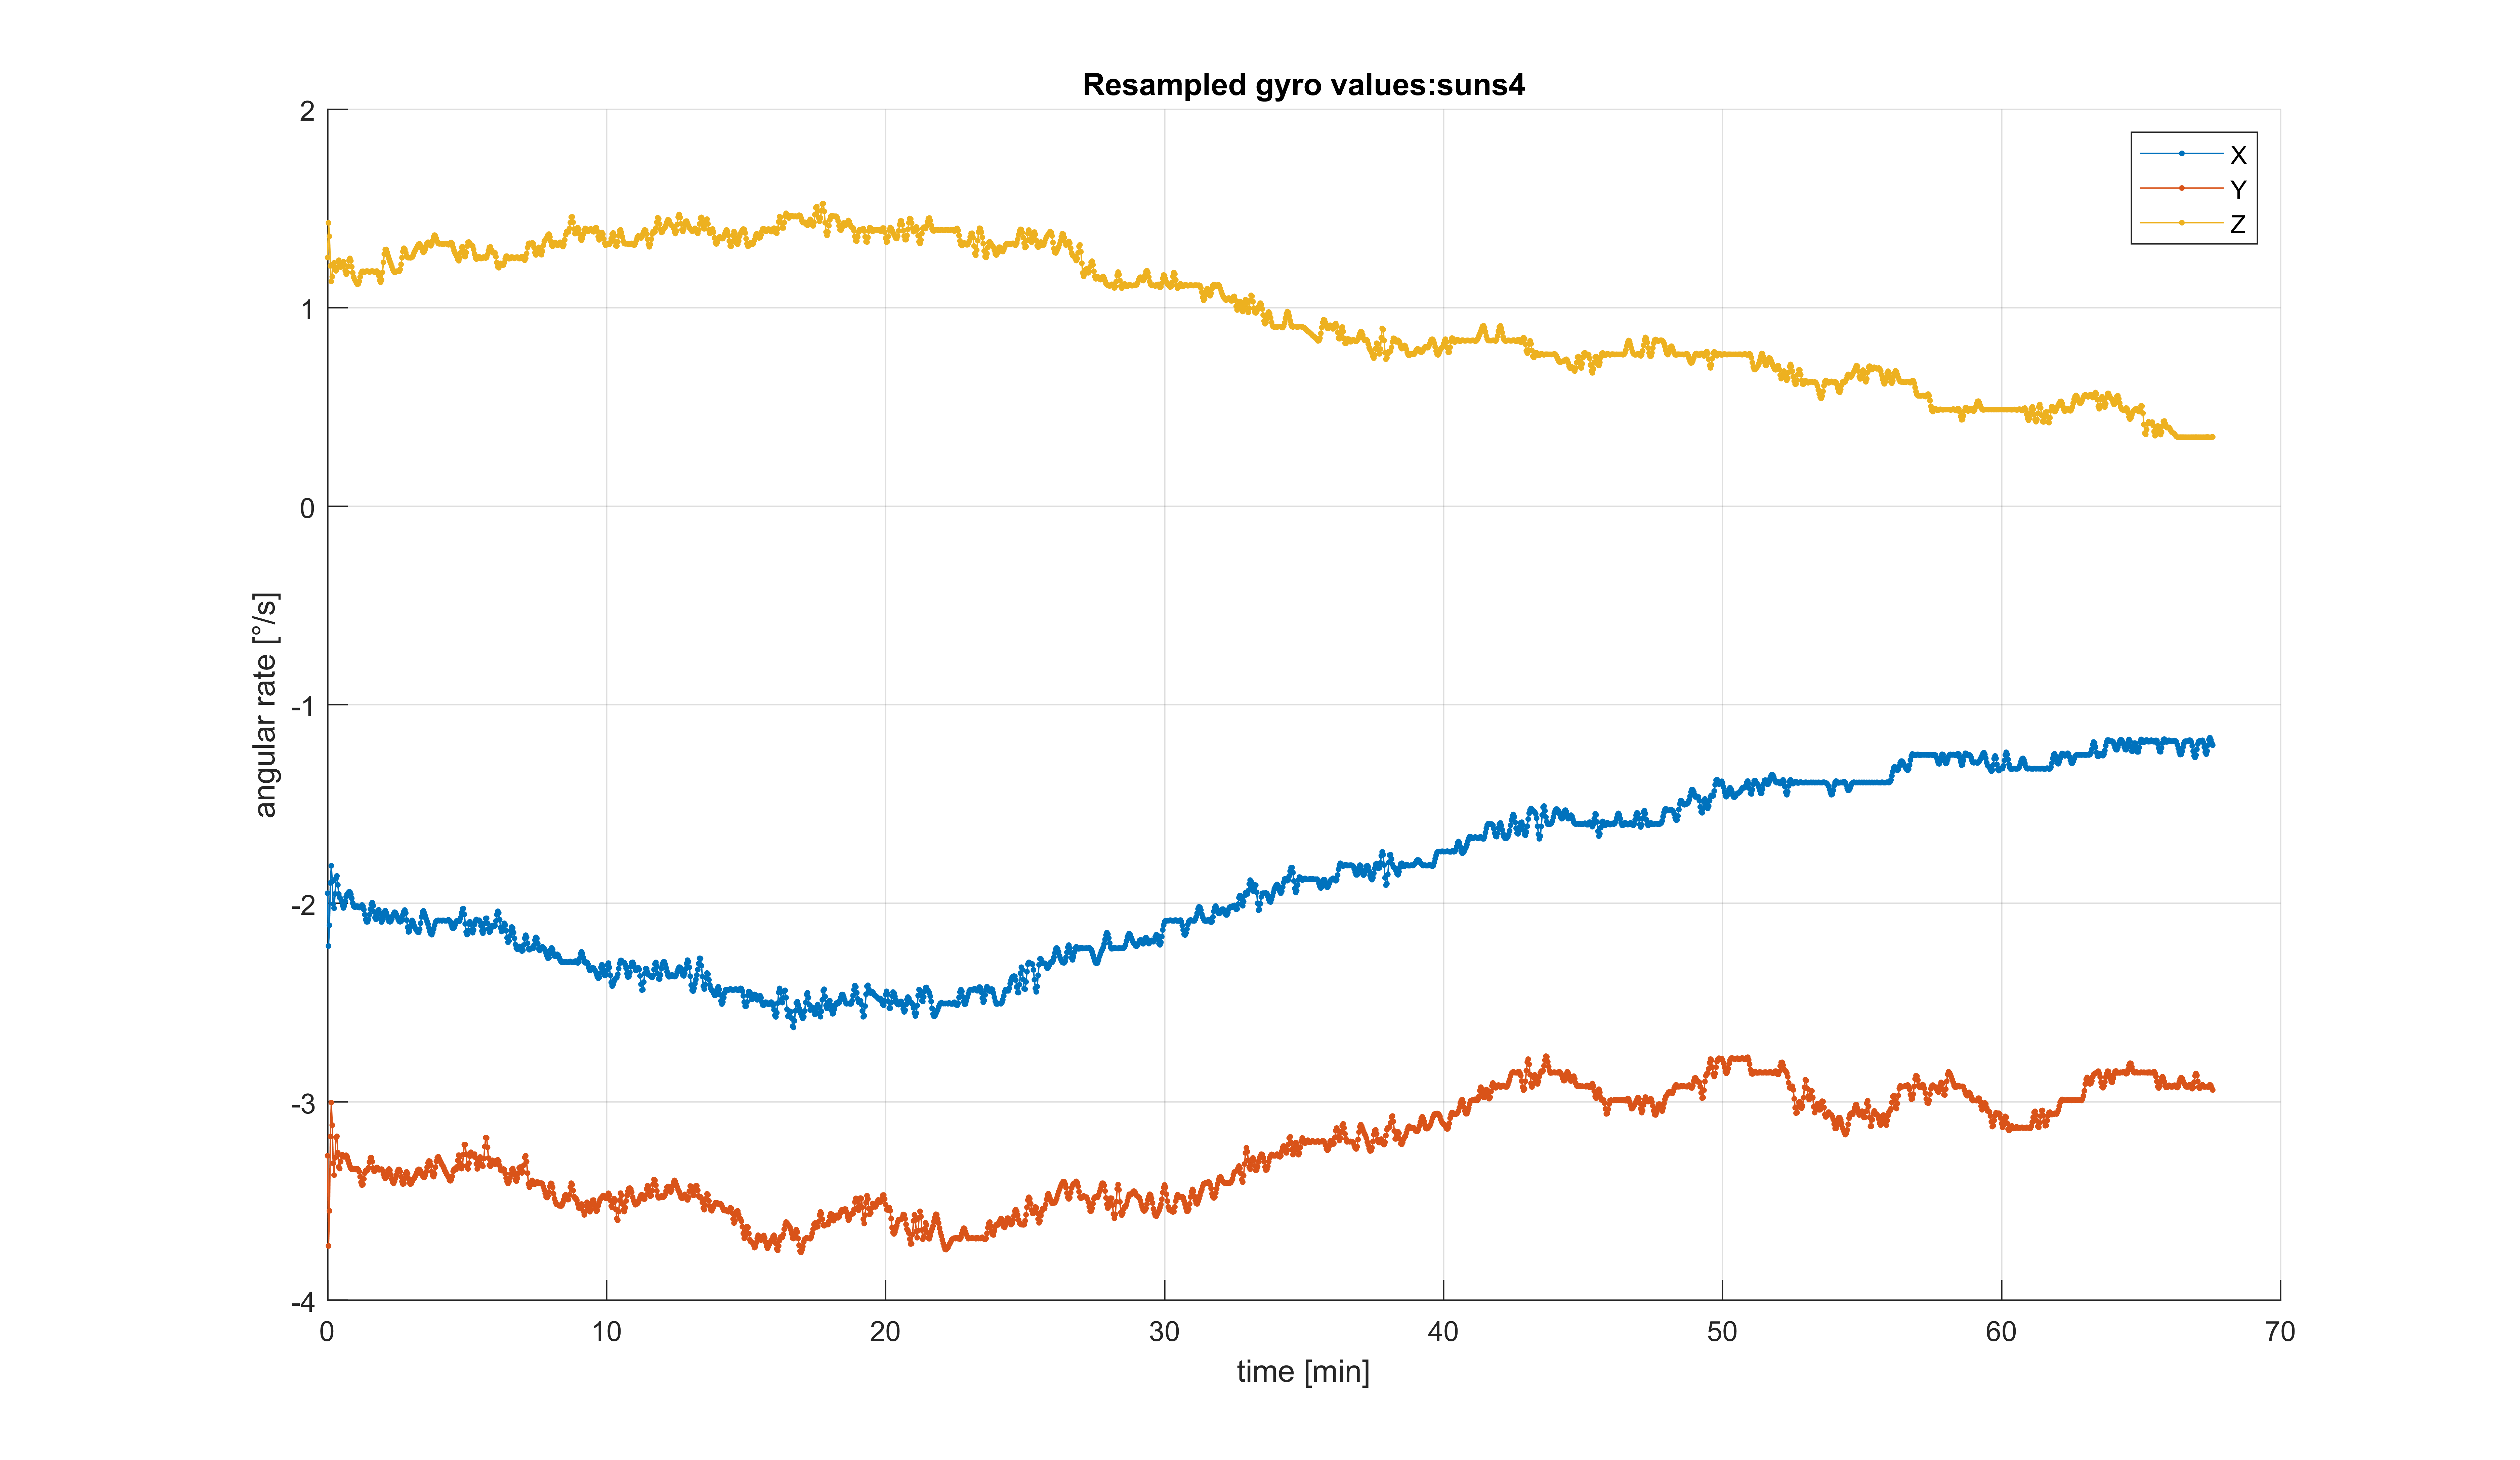 Resampled gyro values:suns4
X
Y
Z
2
1
0
-1
-2
-3
-4
angular rate [°/s]
0 10 20 30 40 50 60 70
time [min]